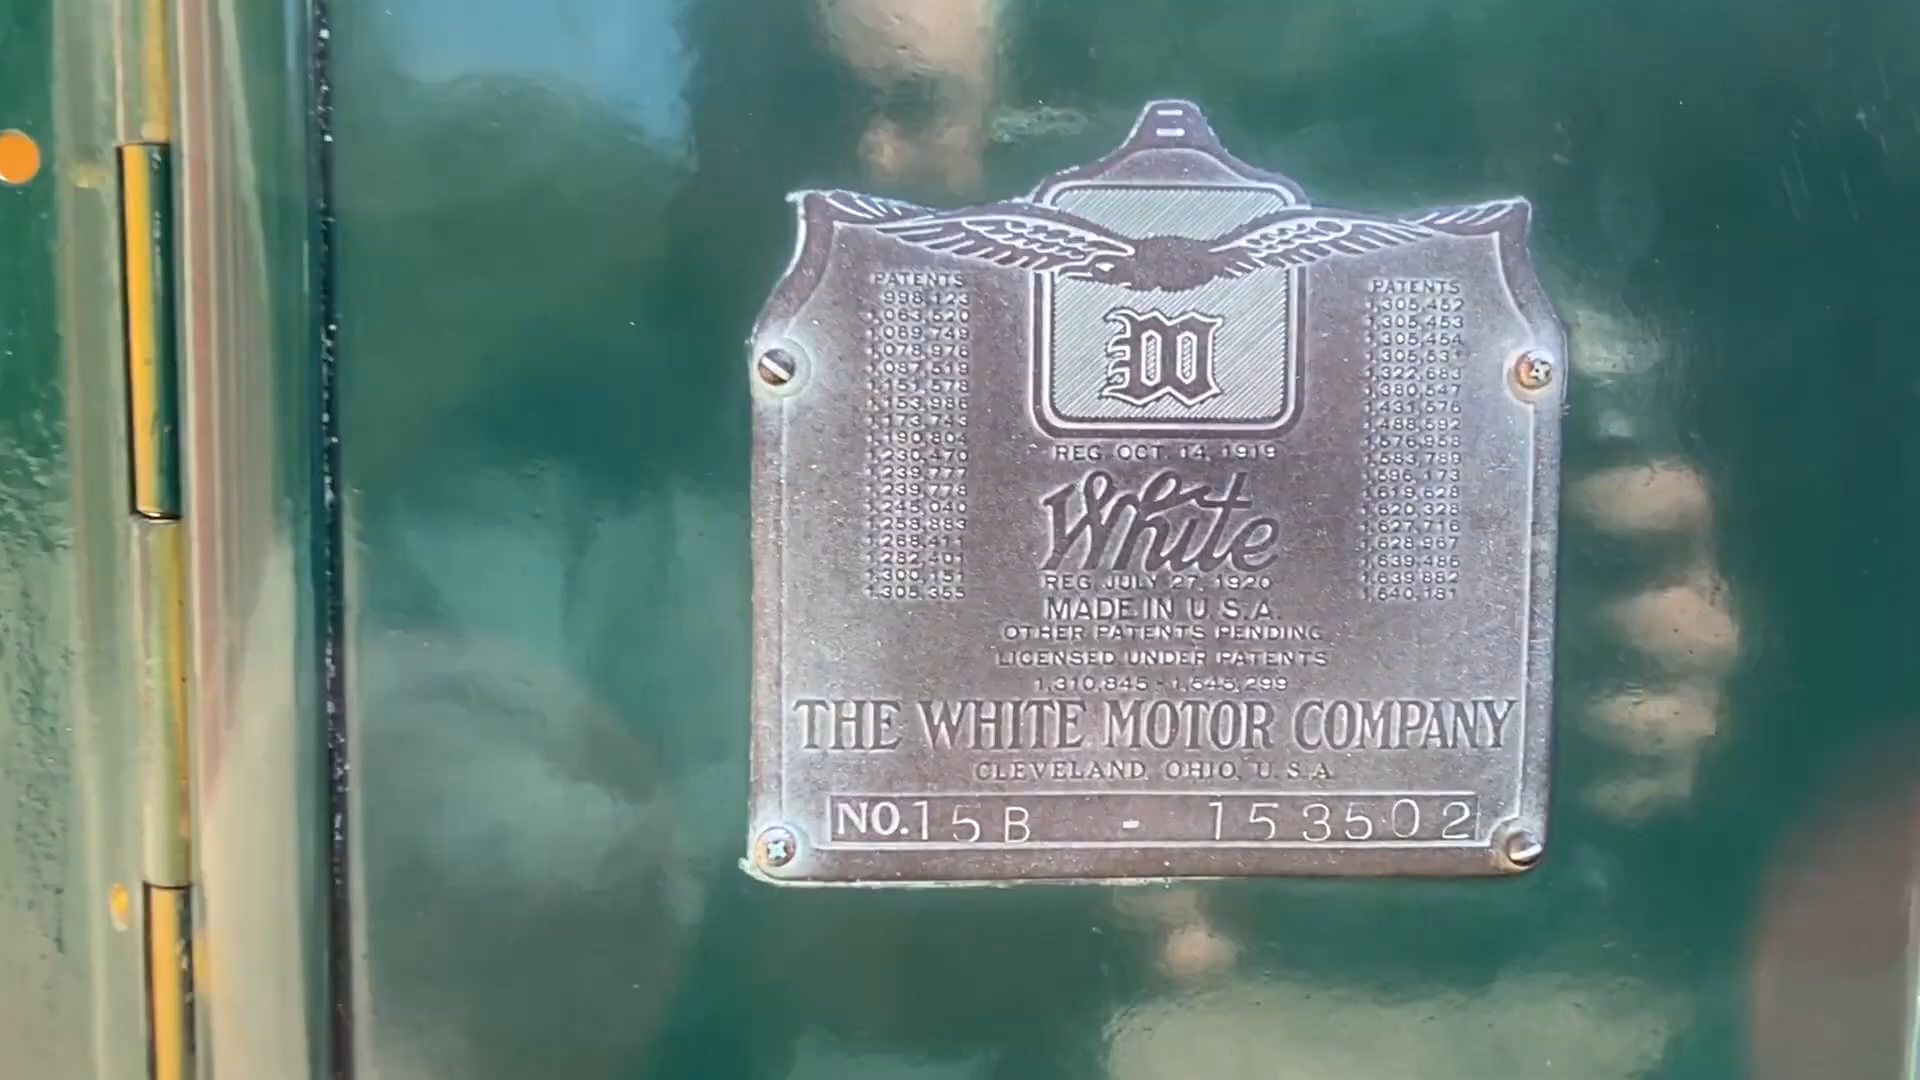 W
PATENTS
998,123
1,063,520
1,089,749
1,078,976
1,087,519
1,151,578
1,153,986
1,173,743
1,190,804
1,230,470
1,239,777
1,239,778
1,245,040
1,258,883
1,268,411
1,282,401
1,300,151
1,305,355
REG. OCT. 14, 1919
White
REG. JULY 27, 1920
MADE IN U.S.A.
OTHER PATENTS PENDING
LICENSED UNDER PATENTS
1,310,845 - 1,645,299
PATENTS
1,305,452
1,305,453
1,305,454
1,322,683
1,380,547
1,431,576
1,488,592
1,576,958
1,583,789
1,596,173
1,619,628
1,620,328
1,627,716
1,628,967
1,639,486
1,639,882
1,640,181
THE WHITE MOTOR COMPANY
CLEVELAND, OHIO, U.S.A.
NO. 15B - 153502